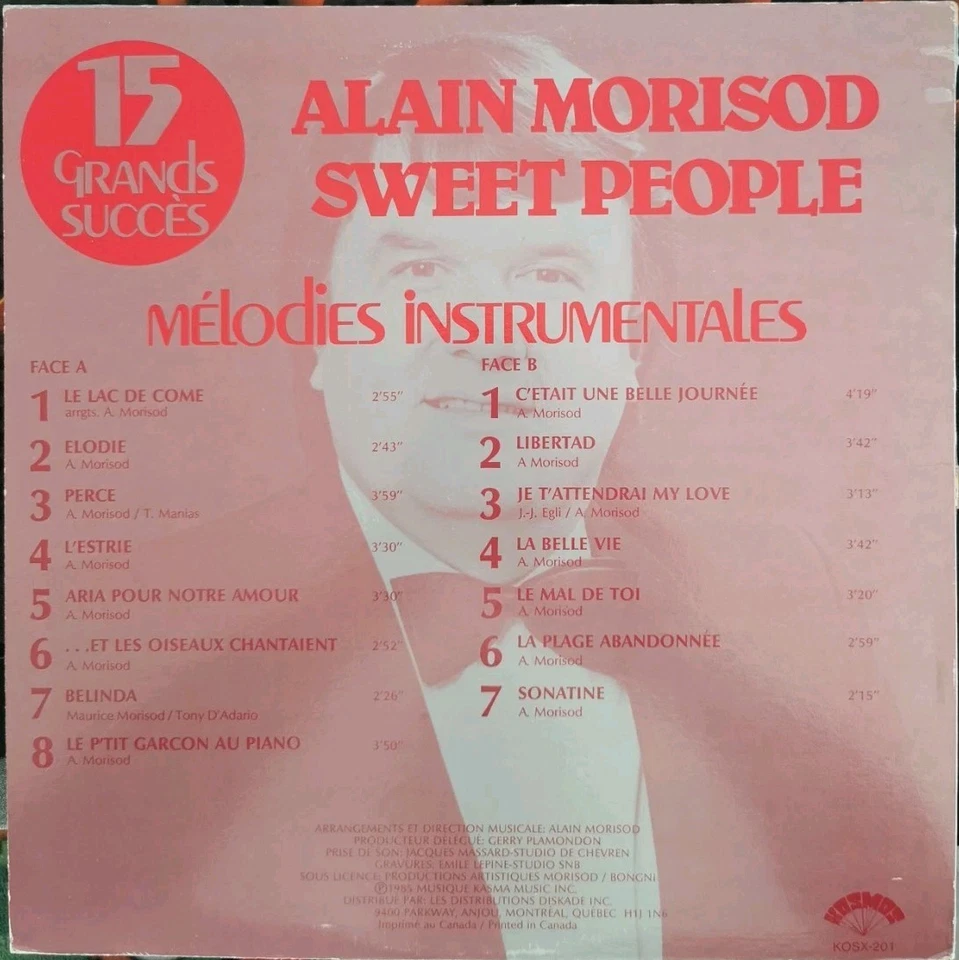 15
GRANds
SUCCÈS
ALAIN MORISOD
SWEET PEOPLE
MÉlodiES iNSTRUMENTAlES
FACE A
1 LE LAC DE COME 2'55"
arrgts. A. Morisod
2 ELODIE 2'43"
A. Morisod
3 PERCE 3'59"
A. Morisod / T. Manias
4 L'ESTRIE 3'30"
A. Morisod
5 ARIA POUR NOTRE AMOUR 3'30"
A. Morisod
6 ...ET LES OISEAUX CHANTAIENT 2'52"
A. Morisod
7 BELINDA 2'26"
Maurice Morisod / Tony D'Adario
8 LE P'TIT GARCON AU PIANO 3'50"
A. Morisod
FACE B
1 C'ETAIT UNE BELLE JOURNÉE 4'19"
A. Morisod
2 LIBERTAD 3'42"
A Morisod
3 JE T'ATTENDRAI MY LOVE 3'13"
J.-J. Egli / A. Morisod
4 LA BELLE VIE 3'42"
A. Morisod
5 LE MAL DE TOI 3'20"
A. Morisod
6 LA PLAGE ABANDONNÉE 2'59"
A. Morisod
7 SONATINE 2'15"
A. Morisod
ARRANGEMENTS ET DIRECTION MUSICALE: ALAIN MORISOD
PRODUCTEUR DÉLÉGUÉ: GERRY PLAMONDON
PRISE DE SON: JACQUES MASSARD-STUDIO DE CHEVREN
GRAVURES: EMILE LEPINE-STUDIO SNB
SOUS LICENCE: PRODUCTIONS ARTISTIQUES MORISOD / BONGNI
℗1985 MUSIQUE KASMA MUSIC INC.
DISTRIBUÉ PAR: LES DISTRIBUTIONS DISKADE INC.
9400 PARKWAY, ANJOU, MONTRÉAL, QUÉBEC H1J 1N6
Imprimé au Canada / Printed in Canada
KOSMOS
KOSX-201